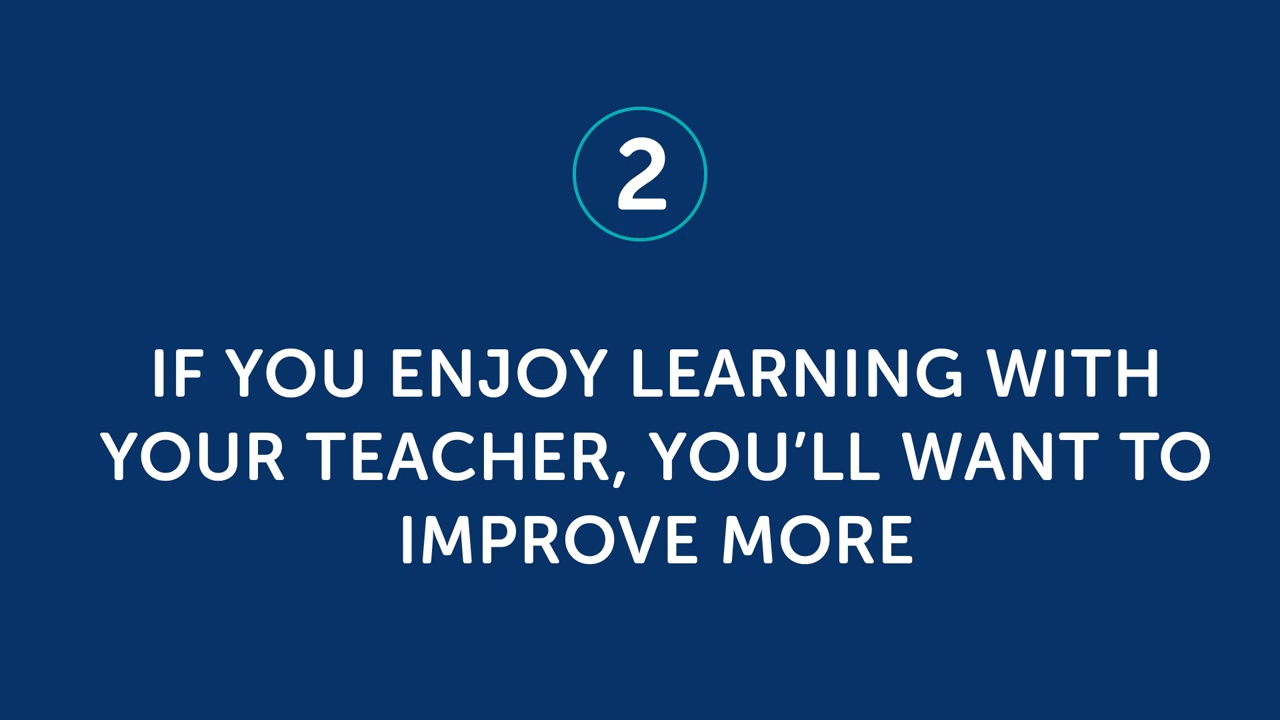 2
IF YOU ENJOY LEARNING WITH
YOUR TEACHER, YOU’LL WANT TO
IMPROVE MORE